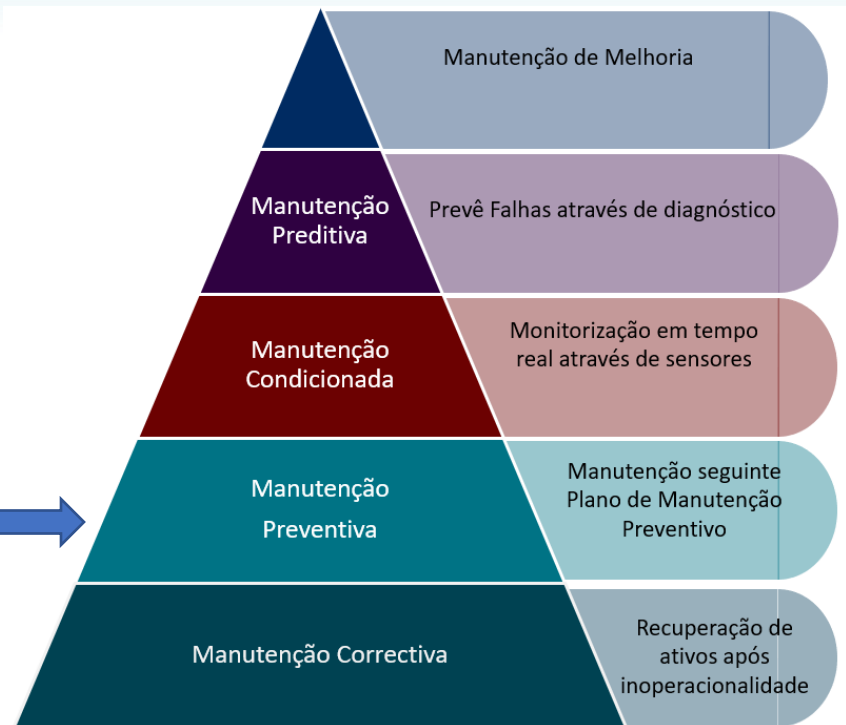 Manutenção de Melhoria
Manutenção
Preditiva
Prevê Falhas através de diagnóstico
Manutenção
Condicionada
Monitorização em tempo
real através de sensores
Manutenção
Preventiva
Manutenção seguinte
Plano de Manutenção
Preventivo
Manutenção Correctiva
Recuperação de
ativos após
inoperacionalidade